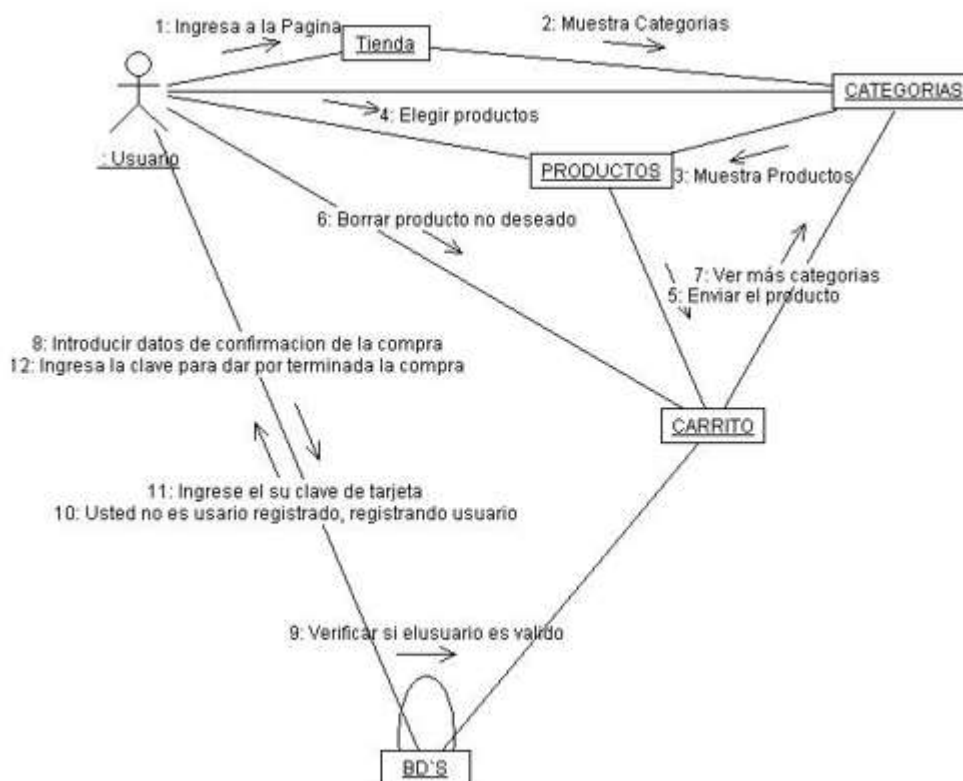 1: Ingresa a la Pagina
2: Muestra Categorias
Tienda
CATEGORIAS
4: Elegir productos
: Usuario
PRODUCTOS
3: Muestra Productos
6: Borrar producto no deseado
7: Ver más categorias
5: Enviar el producto
8: Introducir datos de confirmacion de la compra
12: Ingresa la clave para dar por terminada la compra
CARRITO
11: Ingrese el su clave de tarjeta
10: Usted no es usario registrado, registrando usuario
9: Verificar si elusuario es valido
BD`S